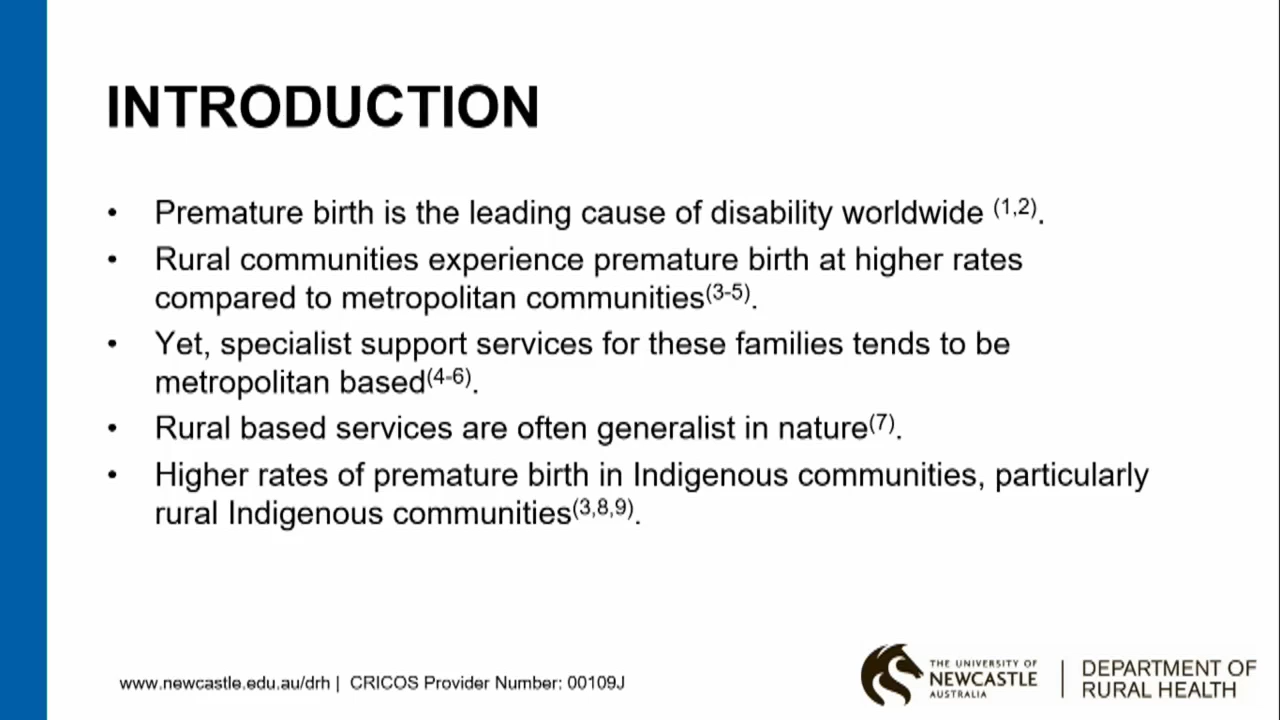 INTRODUCTION
• Premature birth is the leading cause of disability worldwide (1,2).
• Rural communities experience premature birth at higher rates
compared to metropolitan communities(3-5).
• Yet, specialist support services for these families tends to be
metropolitan based(4-6).
• Rural based services are often generalist in nature(7).
• Higher rates of premature birth in Indigenous communities, particularly
rural Indigenous communities(3,8,9).
www.newcastle.edu.au/drh | CRICOS Provider Number: 00109J
THE UNIVERSITY OF
NEWCASTLE
AUSTRALIA
DEPARTMENT OF
RURAL HEALTH